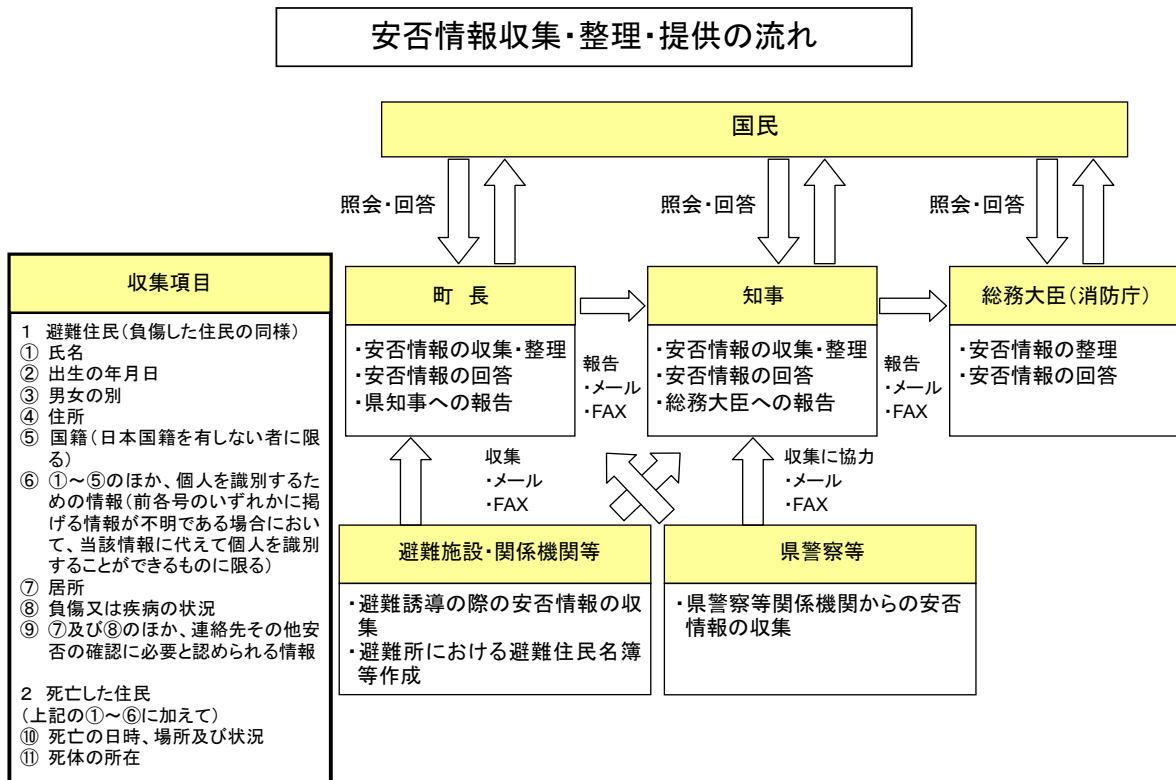 安否情報収集・整理・提供の流れ
国民
照会・回答
照会・回答
照会・回答
収集項目
1 避難住民(負傷した住民の同様)
① 氏名
② 出生の年月日
③ 男女の別
④ 住所
⑤ 国籍(日本国籍を有しない者に限
る)
⑥ ①～⑤のほか、個人を識別するた
めの情報(前各号のいずれかに掲
げる情報が不明である場合におい
て、当該情報に代えて個人を識別
することができるものに限る)
⑦ 居所
⑧ 負傷又は疾病の状況
⑨ ⑦及び⑧のほか、連絡先その他安
否の確認に必要と認められる情報
2 死亡した住民
(上記の①～⑥に加えて)
⑩ 死亡の日時、場所及び状況
⑪ 死体の所在
町 長
・安否情報の収集・整理
・安否情報の回答
・県知事への報告
報告
・メール
・FAX
知事
・安否情報の収集・整理
・安否情報の回答
・総務大臣への報告
報告
・メール
・FAX
総務大臣(消防庁)
・安否情報の整理
・安否情報の回答
収集
・メール
・FAX
収集に協力
・メール
・FAX
避難施設・関係機関等
・避難誘導の際の安否情報の収
集
・避難所における避難住民名簿
等作成
県警察等
・県警察等関係機関からの安否
情報の収集